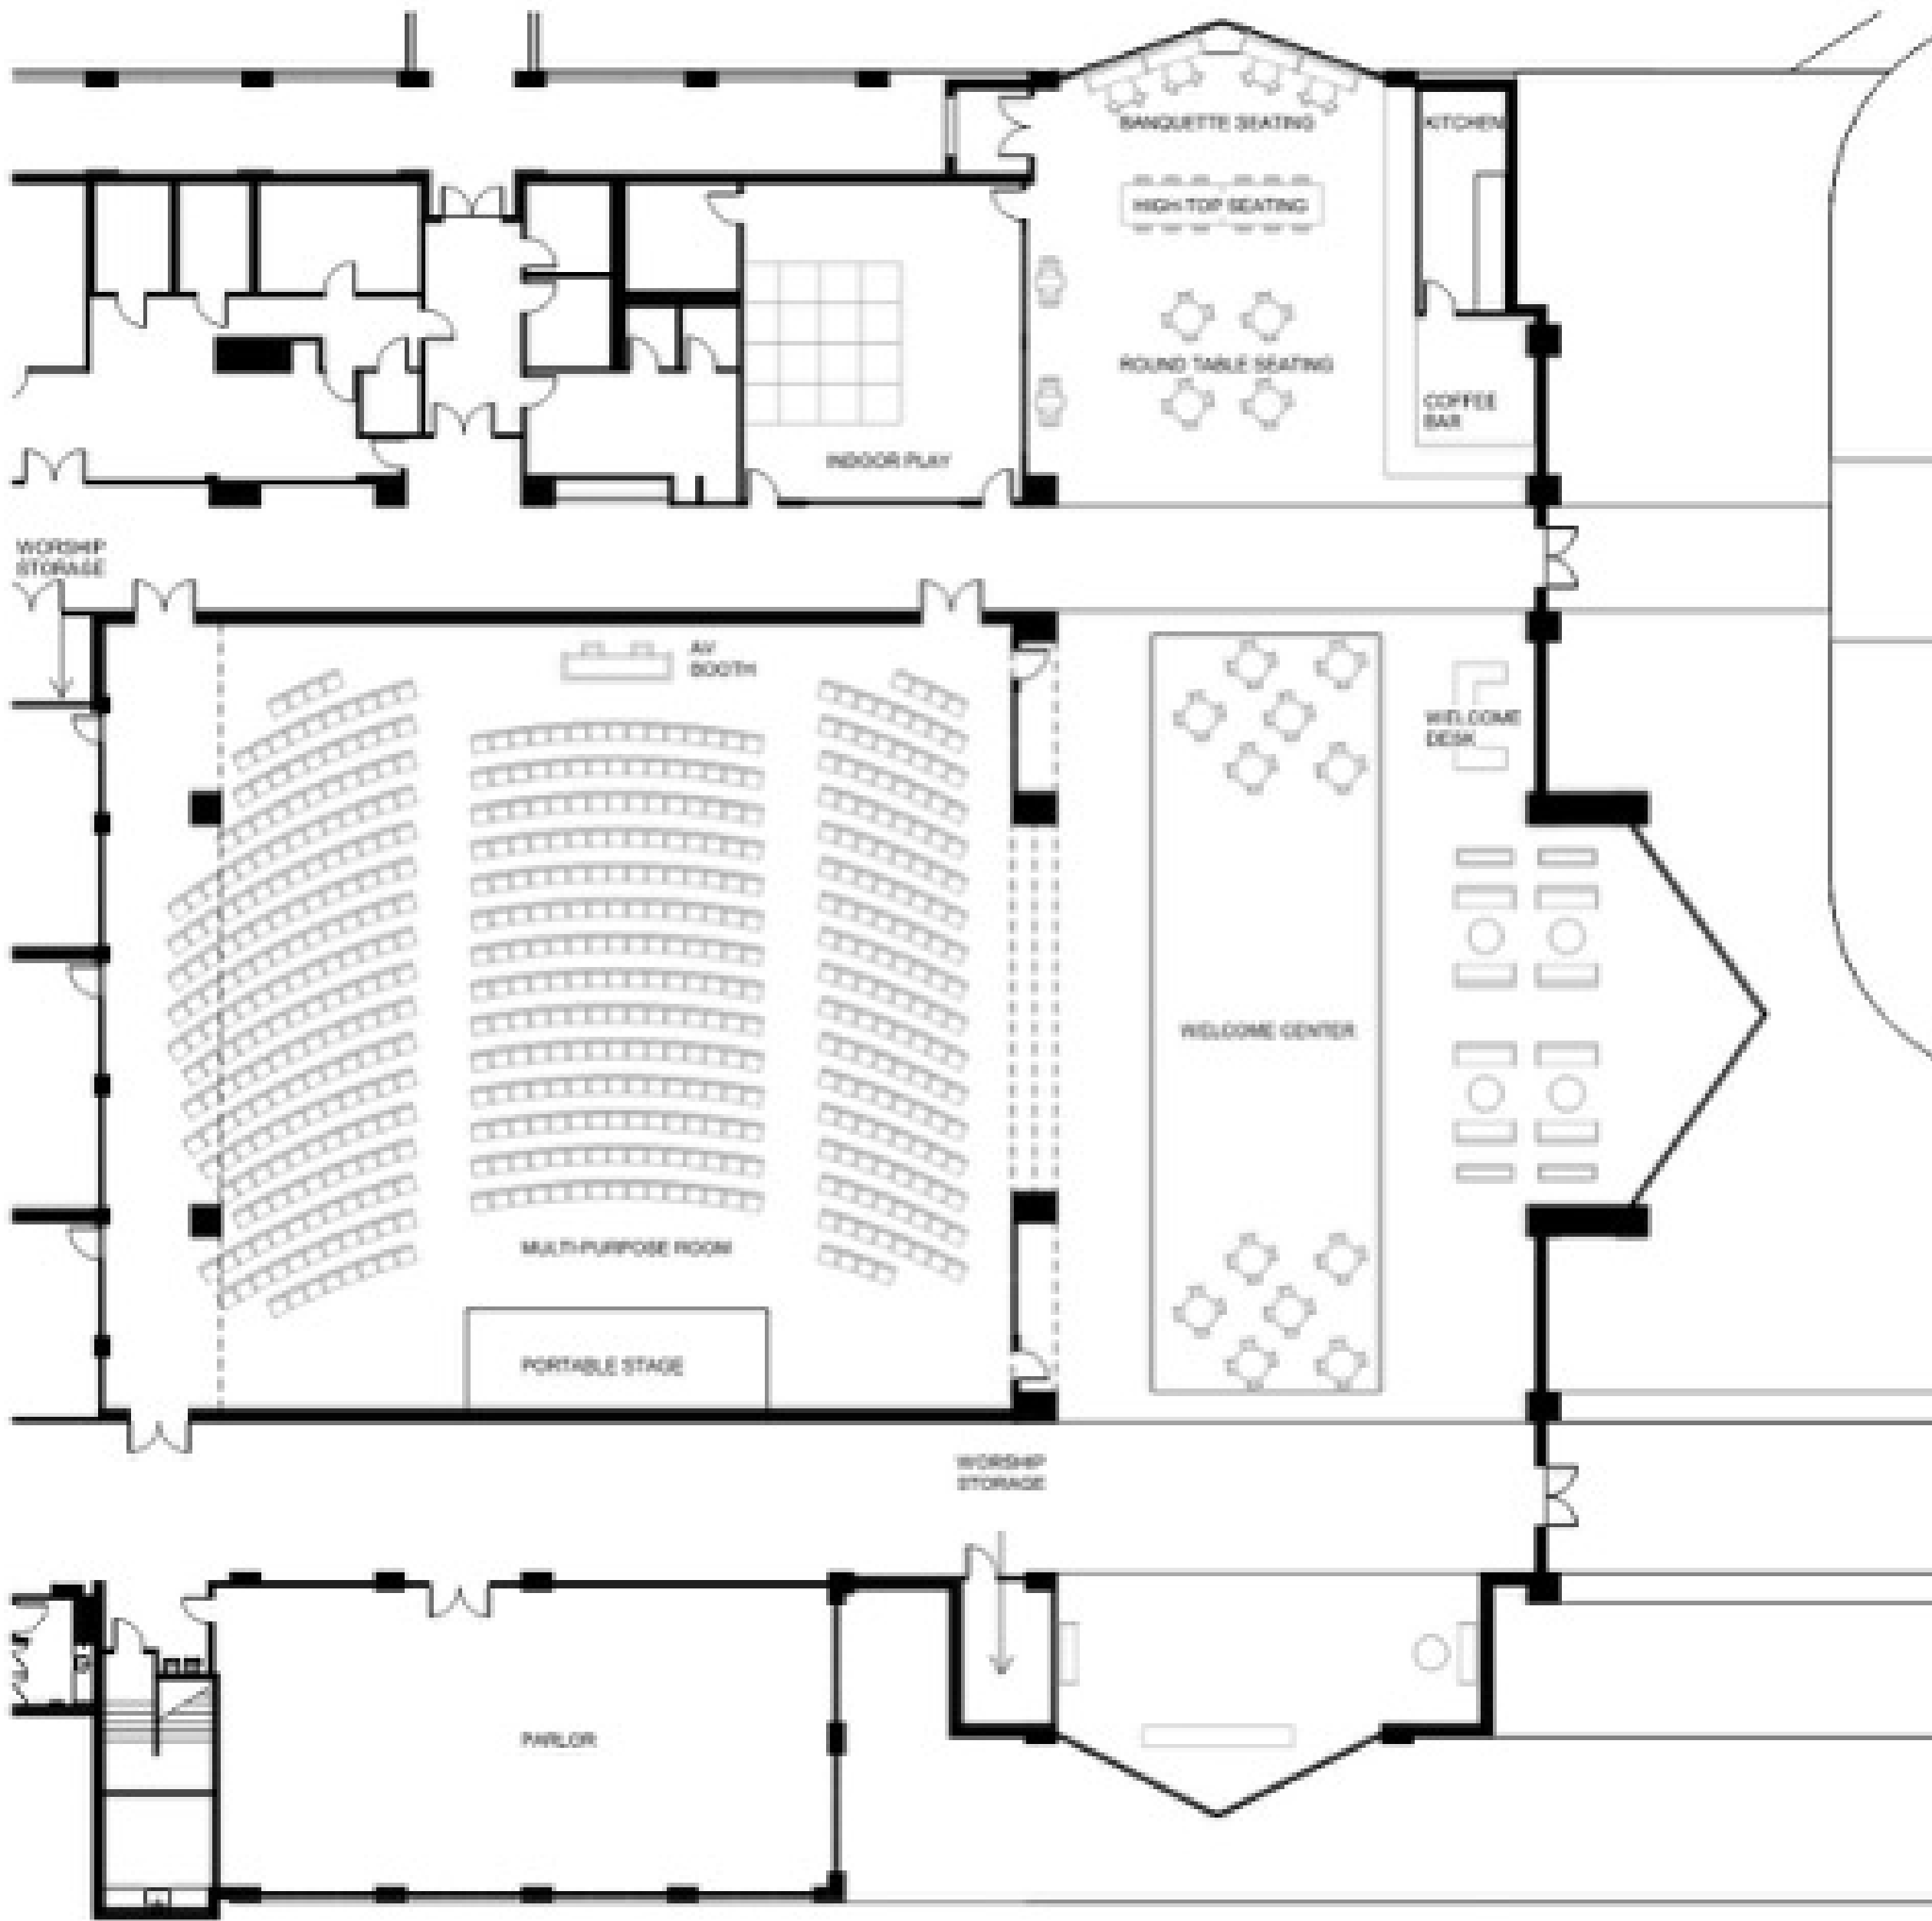 BANQUETTE SEATING
KITCHEN
HIGH-TOP SEATING
ROUND TABLE SEATING
COFFEE
BAR
INDOOR PLAY
WORSHIP
STORAGE
AV
BOOTH
WELCOME
DESK
WELCOME CENTER
MULTI-PURPOSE ROOM
PORTABLE STAGE
WORSHIP
STORAGE
PARLOR